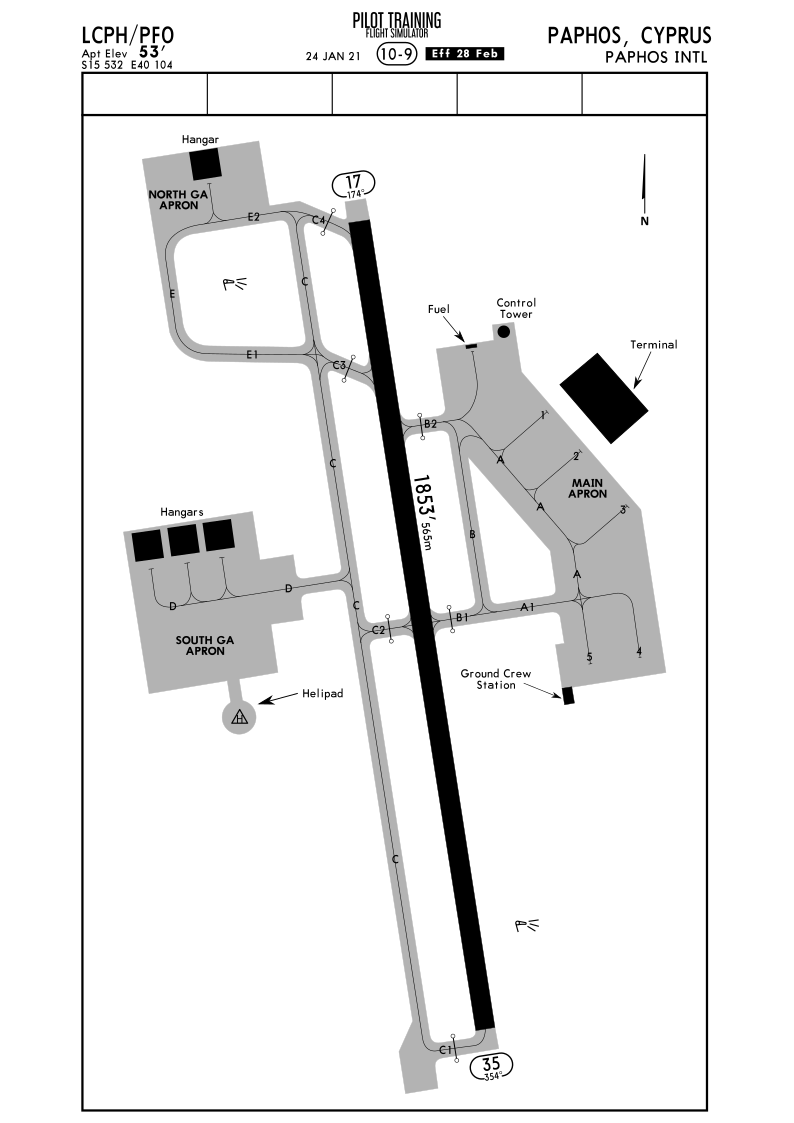 LCPH/PFO
Apt Elev 53'
S15 532 E40 104
PILOT TRAINING
FLIGHT SIMULATOR
24 JAN 21 10-9 Eff 28 Feb
PAPHOS, CYPRUS
PAPHOS INTL
Hangar
NORTH GA
APRON
17
174°
N
E2
C4
E
C
E1
C3
Fuel
Control
Tower
Terminal
B2
1
A
2
MAIN
APRON
A
3
C
1853'
565m
B
Hangars
A
D
D
C
A1
B1
C2
SOUTH GA
APRON
5
4
Ground Crew
Station
Helipad
H
C
C1
35
354°